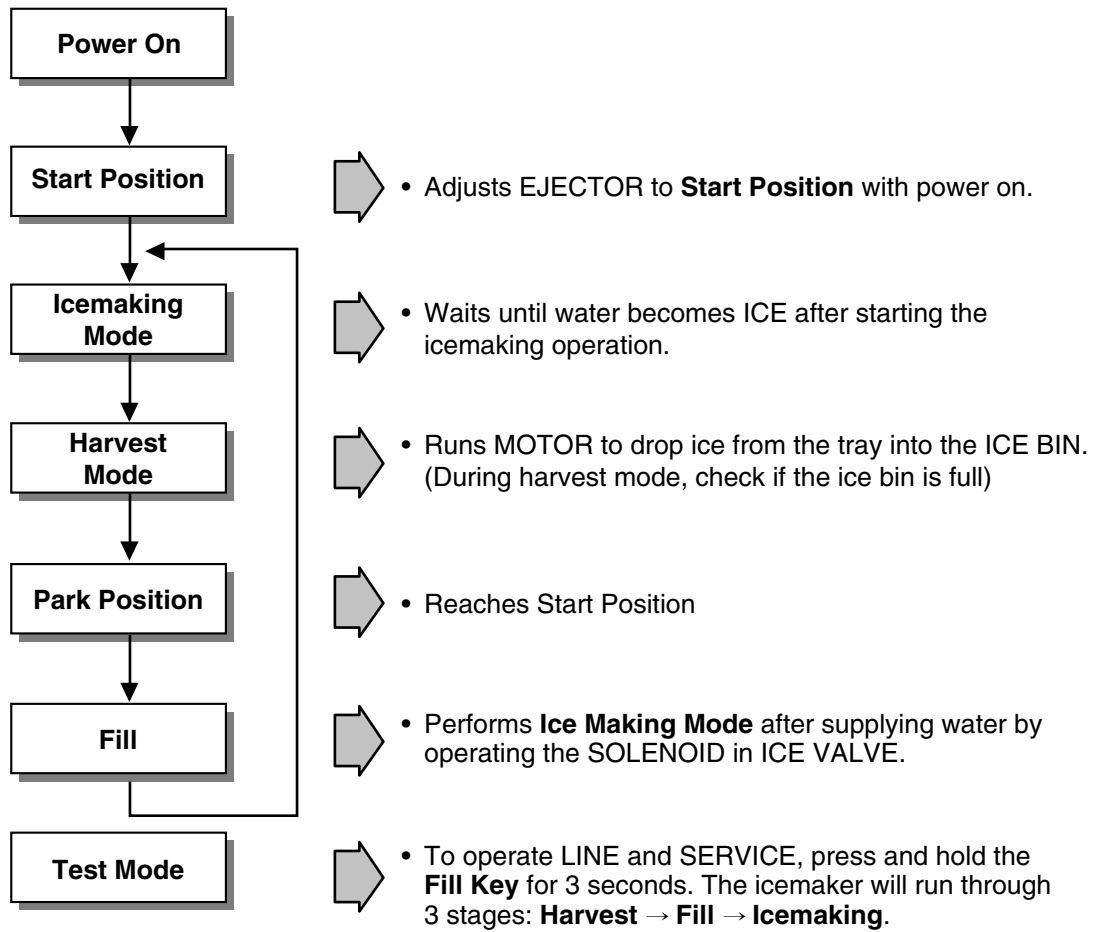 Power On
Start Position
• Adjusts EJECTOR to Start Position with power on.
Icemaking
Mode
• Waits until water becomes ICE after starting the
icemaking operation.
Harvest
Mode
• Runs MOTOR to drop ice from the tray into the ICE BIN.
(During harvest mode, check if the ice bin is full)
Park Position
• Reaches Start Position
Fill
• Performs Ice Making Mode after supplying water by
operating the SOLENOID in ICE VALVE.
Test Mode
• To operate LINE and SERVICE, press and hold the
Fill Key for 3 seconds. The icemaker will run through
3 stages: Harvest → Fill → Icemaking.